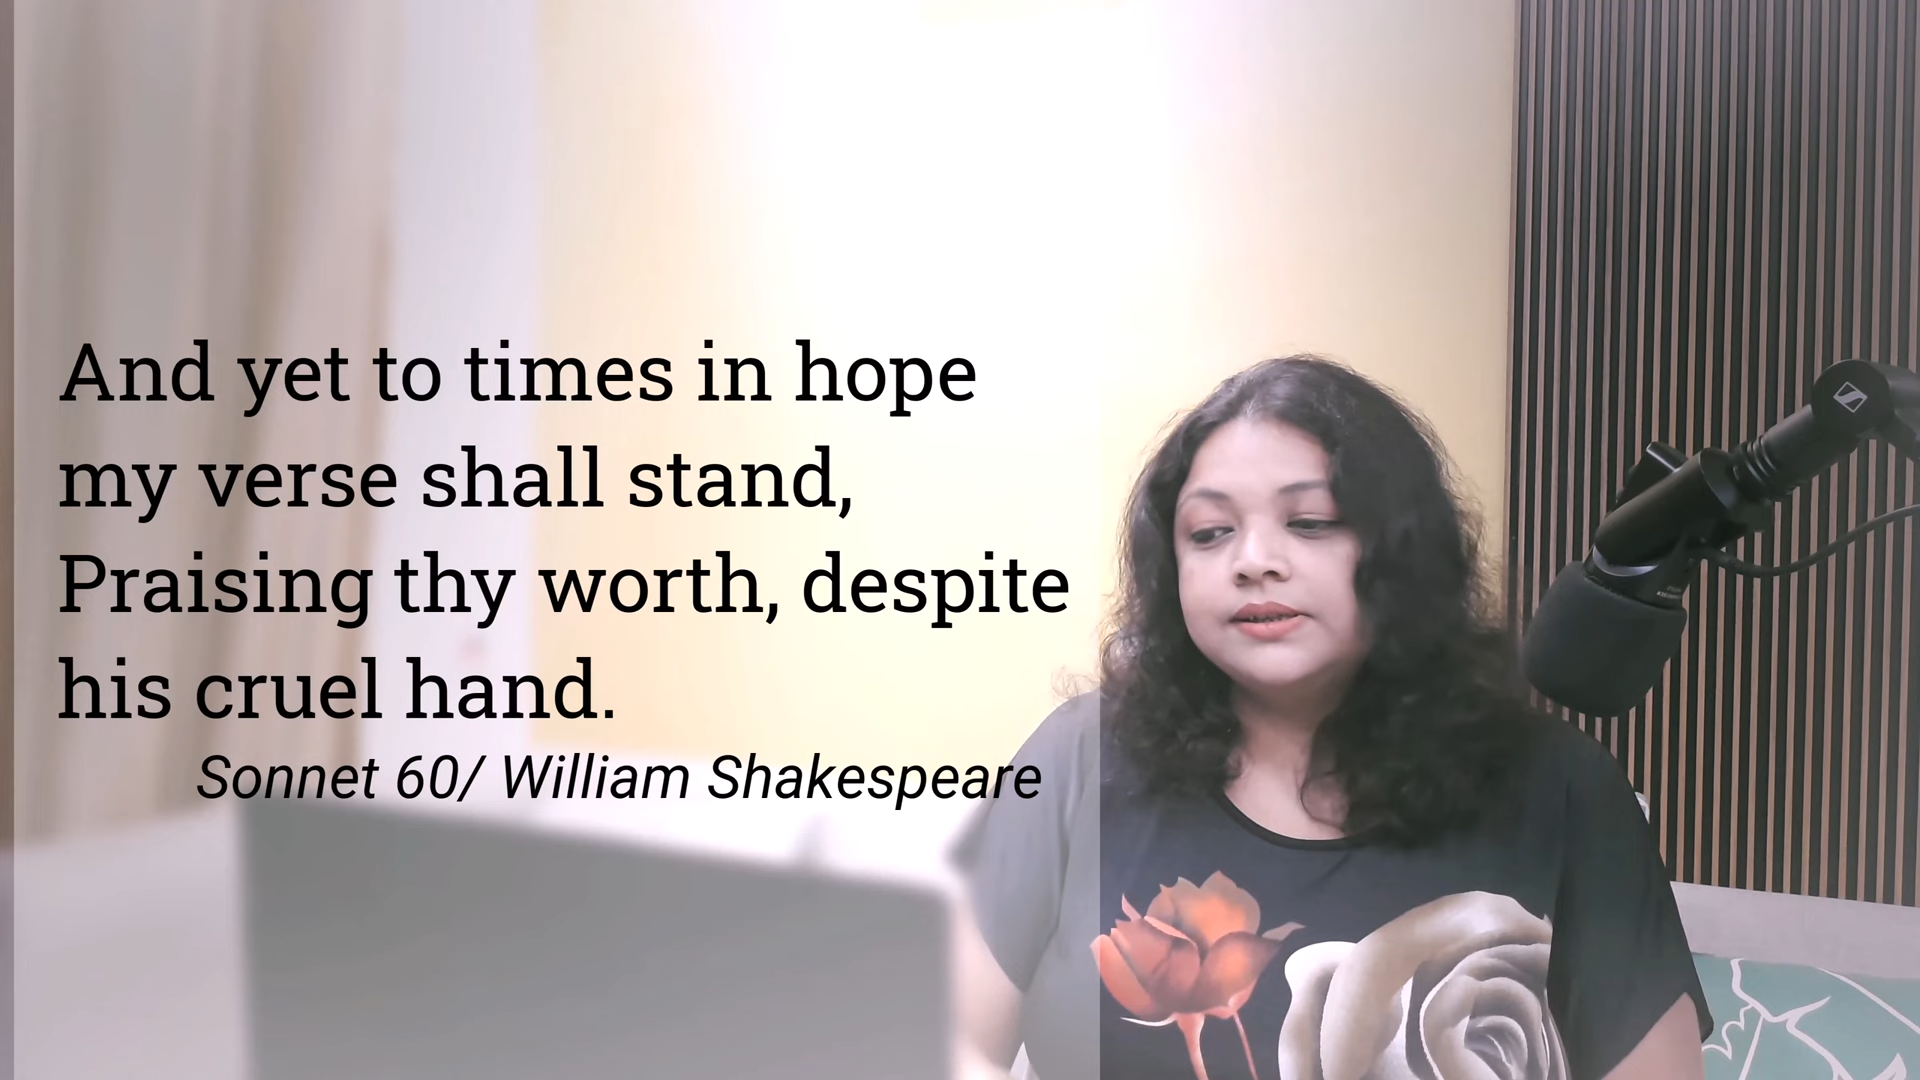 And yet to times in hope
my verse shall stand,
Praising thy worth, despite
his cruel hand.
Sonnet 60/ William Shakespeare